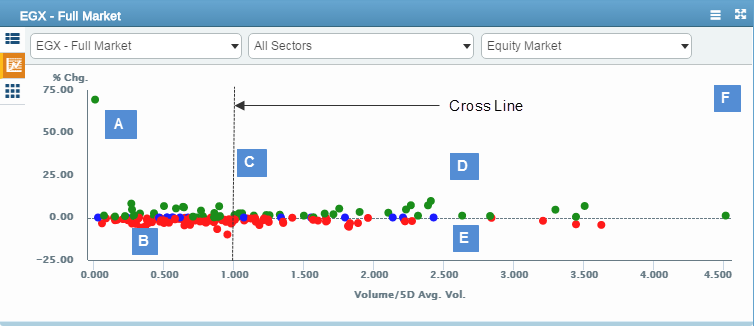 EGX - Full Market
EGX - Full Market
All Sectors
Equity Market
% Chg.
75.00
50.00
25.00
0.00
-25.00
A
B
C
D
E
F
Cross Line
0.000 0.500 1.000 1.500 2.000 2.500 3.000 3.500 4.000 4.500
Volume/5D Avg. Vol.